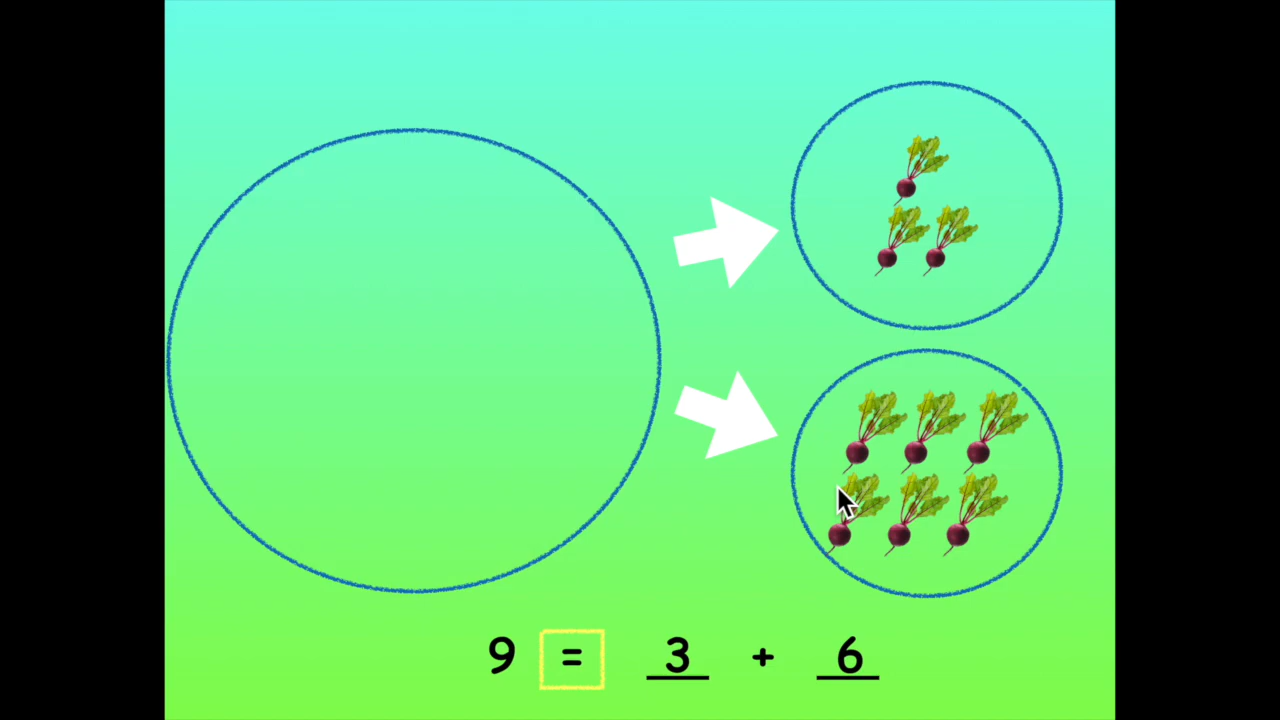 9 = 3 + 6